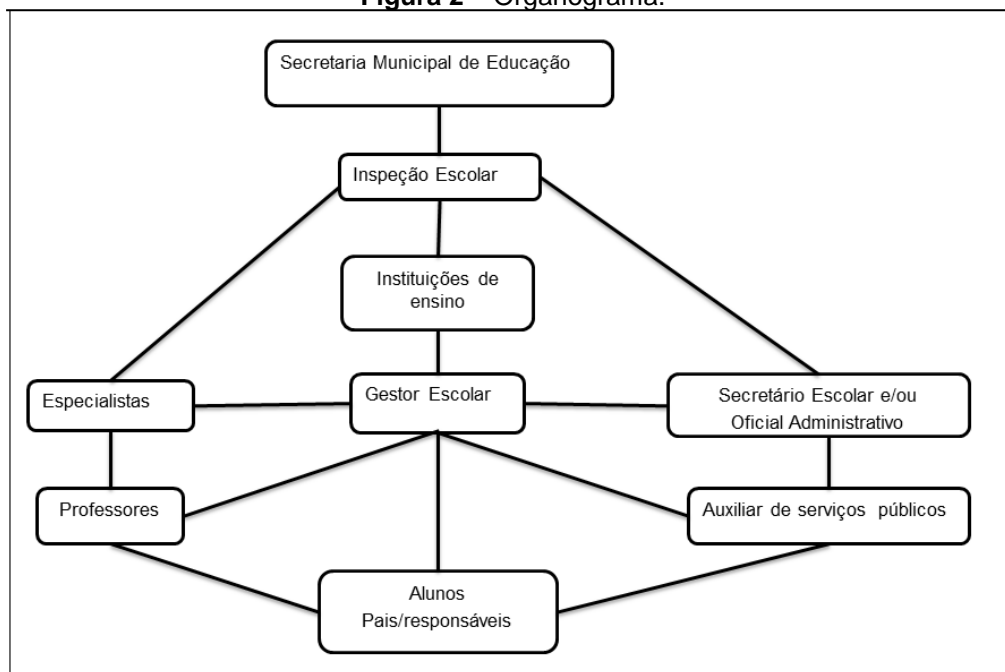 Figura 2 – Organograma.
Secretaria Municipal de Educação
Inspeção Escolar
Instituições de
ensino
Especialistas
Gestor Escolar
Secretário Escolar e/ou
Oficial Administrativo
Professores
Auxiliar de serviços públicos
Alunos
Pais/responsáveis